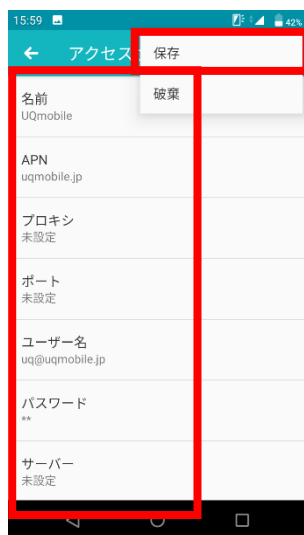 15:59
42%
アクセス
保存
破棄
名前
UQmobile
APN
uqmobile.jp
プロキシ
未設定
ポート
未設定
ユーザー名
uq@uqmobile.jp
パスワード
**
サーバー
未設定